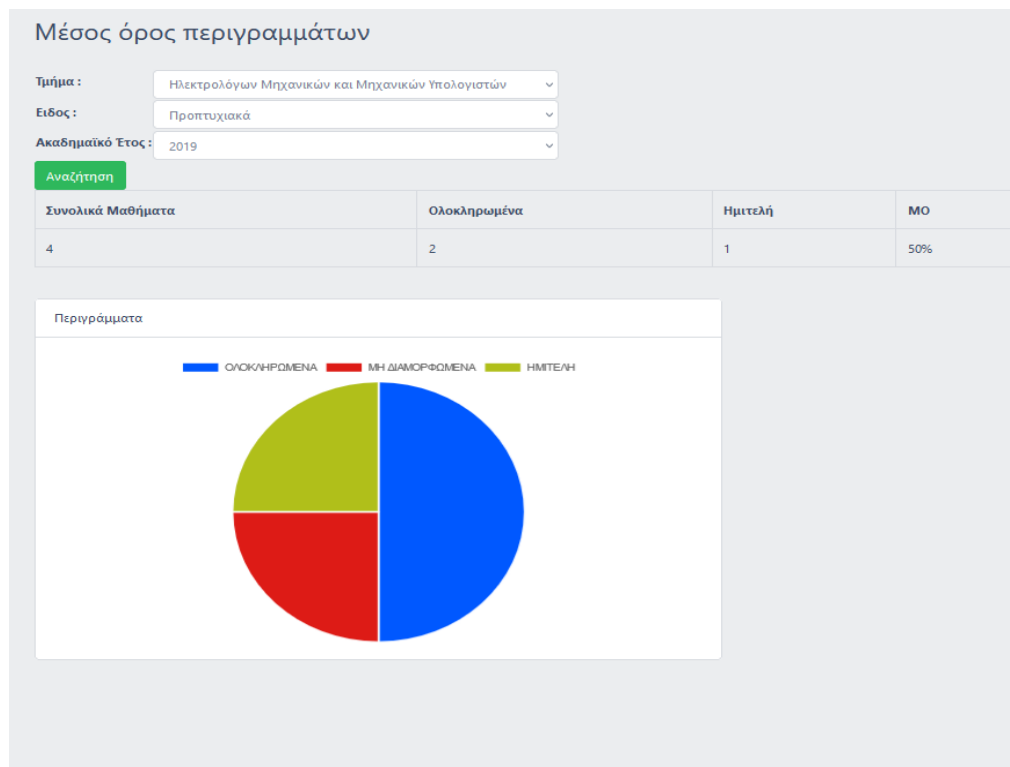 Μέσος όρος περιγραμμάτων
Τμήμα :
Ηλεκτρολόγων Μηχανικών και Μηχανικών Υπολογιστών
Ειδος :
Προπτυχιακά
Ακαδημαϊκό Έτος :
2019
Αναζήτηση
Συνολικά Μαθήματα Ολοκληρωμένα Ημιτελή ΜΟ
4 2 1 50%
Περιγράμματα
ΟΛΟΚΛΗΡΩΜΕΝΑ ΜΗ ΔΙΑΜΟΡΦΩΜΕΝΑ ΗΜΙΤΕΛΗ